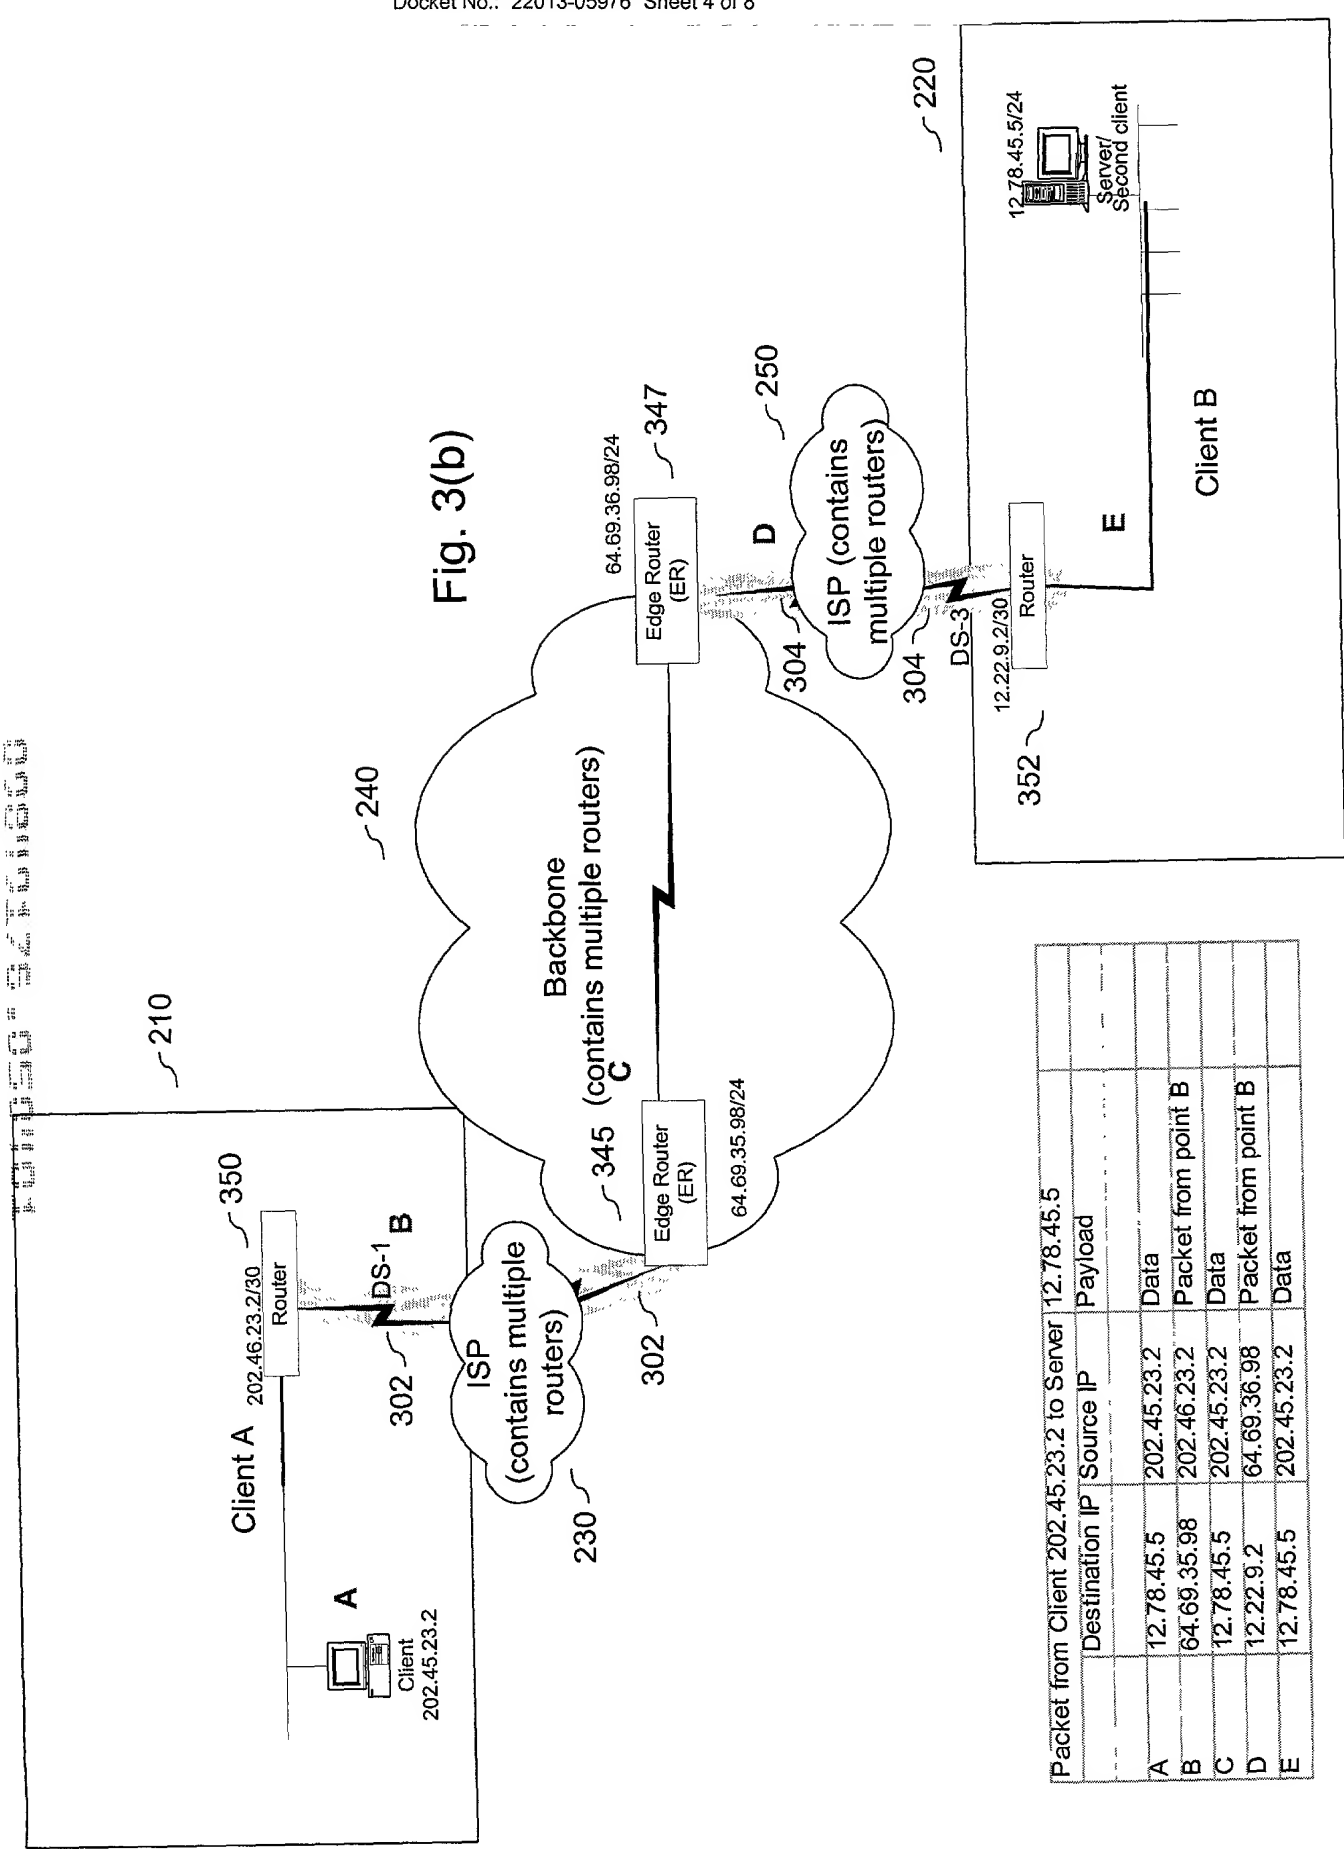 Docket No.: 22013-05976 Sheet 4 of 8
Fig. 3(b)
210
Client A
350
202.46.23.2/30
Router
A
Client
202.45.23.2
DS-1
B
302
ISP
(contains multiple
routers)
230
302
240
Backbone
(contains multiple routers)
C
345
Edge Router
(ER)
64.69.35.98/24
64.69.36.98/24
347
Edge Router
(ER)
D
250
304
ISP (contains
multiple routers)
304
DS-3
220
12.22.9.2/30
Router
352
E
12.78.45.5/24
Server/
Second client
Client B
Packet from Client 202.45.23.2 to Server 12.78.45.5
Destination IP Source IP Payload
A 12.78.45.5 202.45.23.2 Data
B 64.69.35.98 202.46.23.2 Packet from point B
C 12.78.45.5 202.45.23.2 Data
D 12.22.9.2 64.69.36.98 Packet from point B
E 12.78.45.5 202.45.23.2 Data